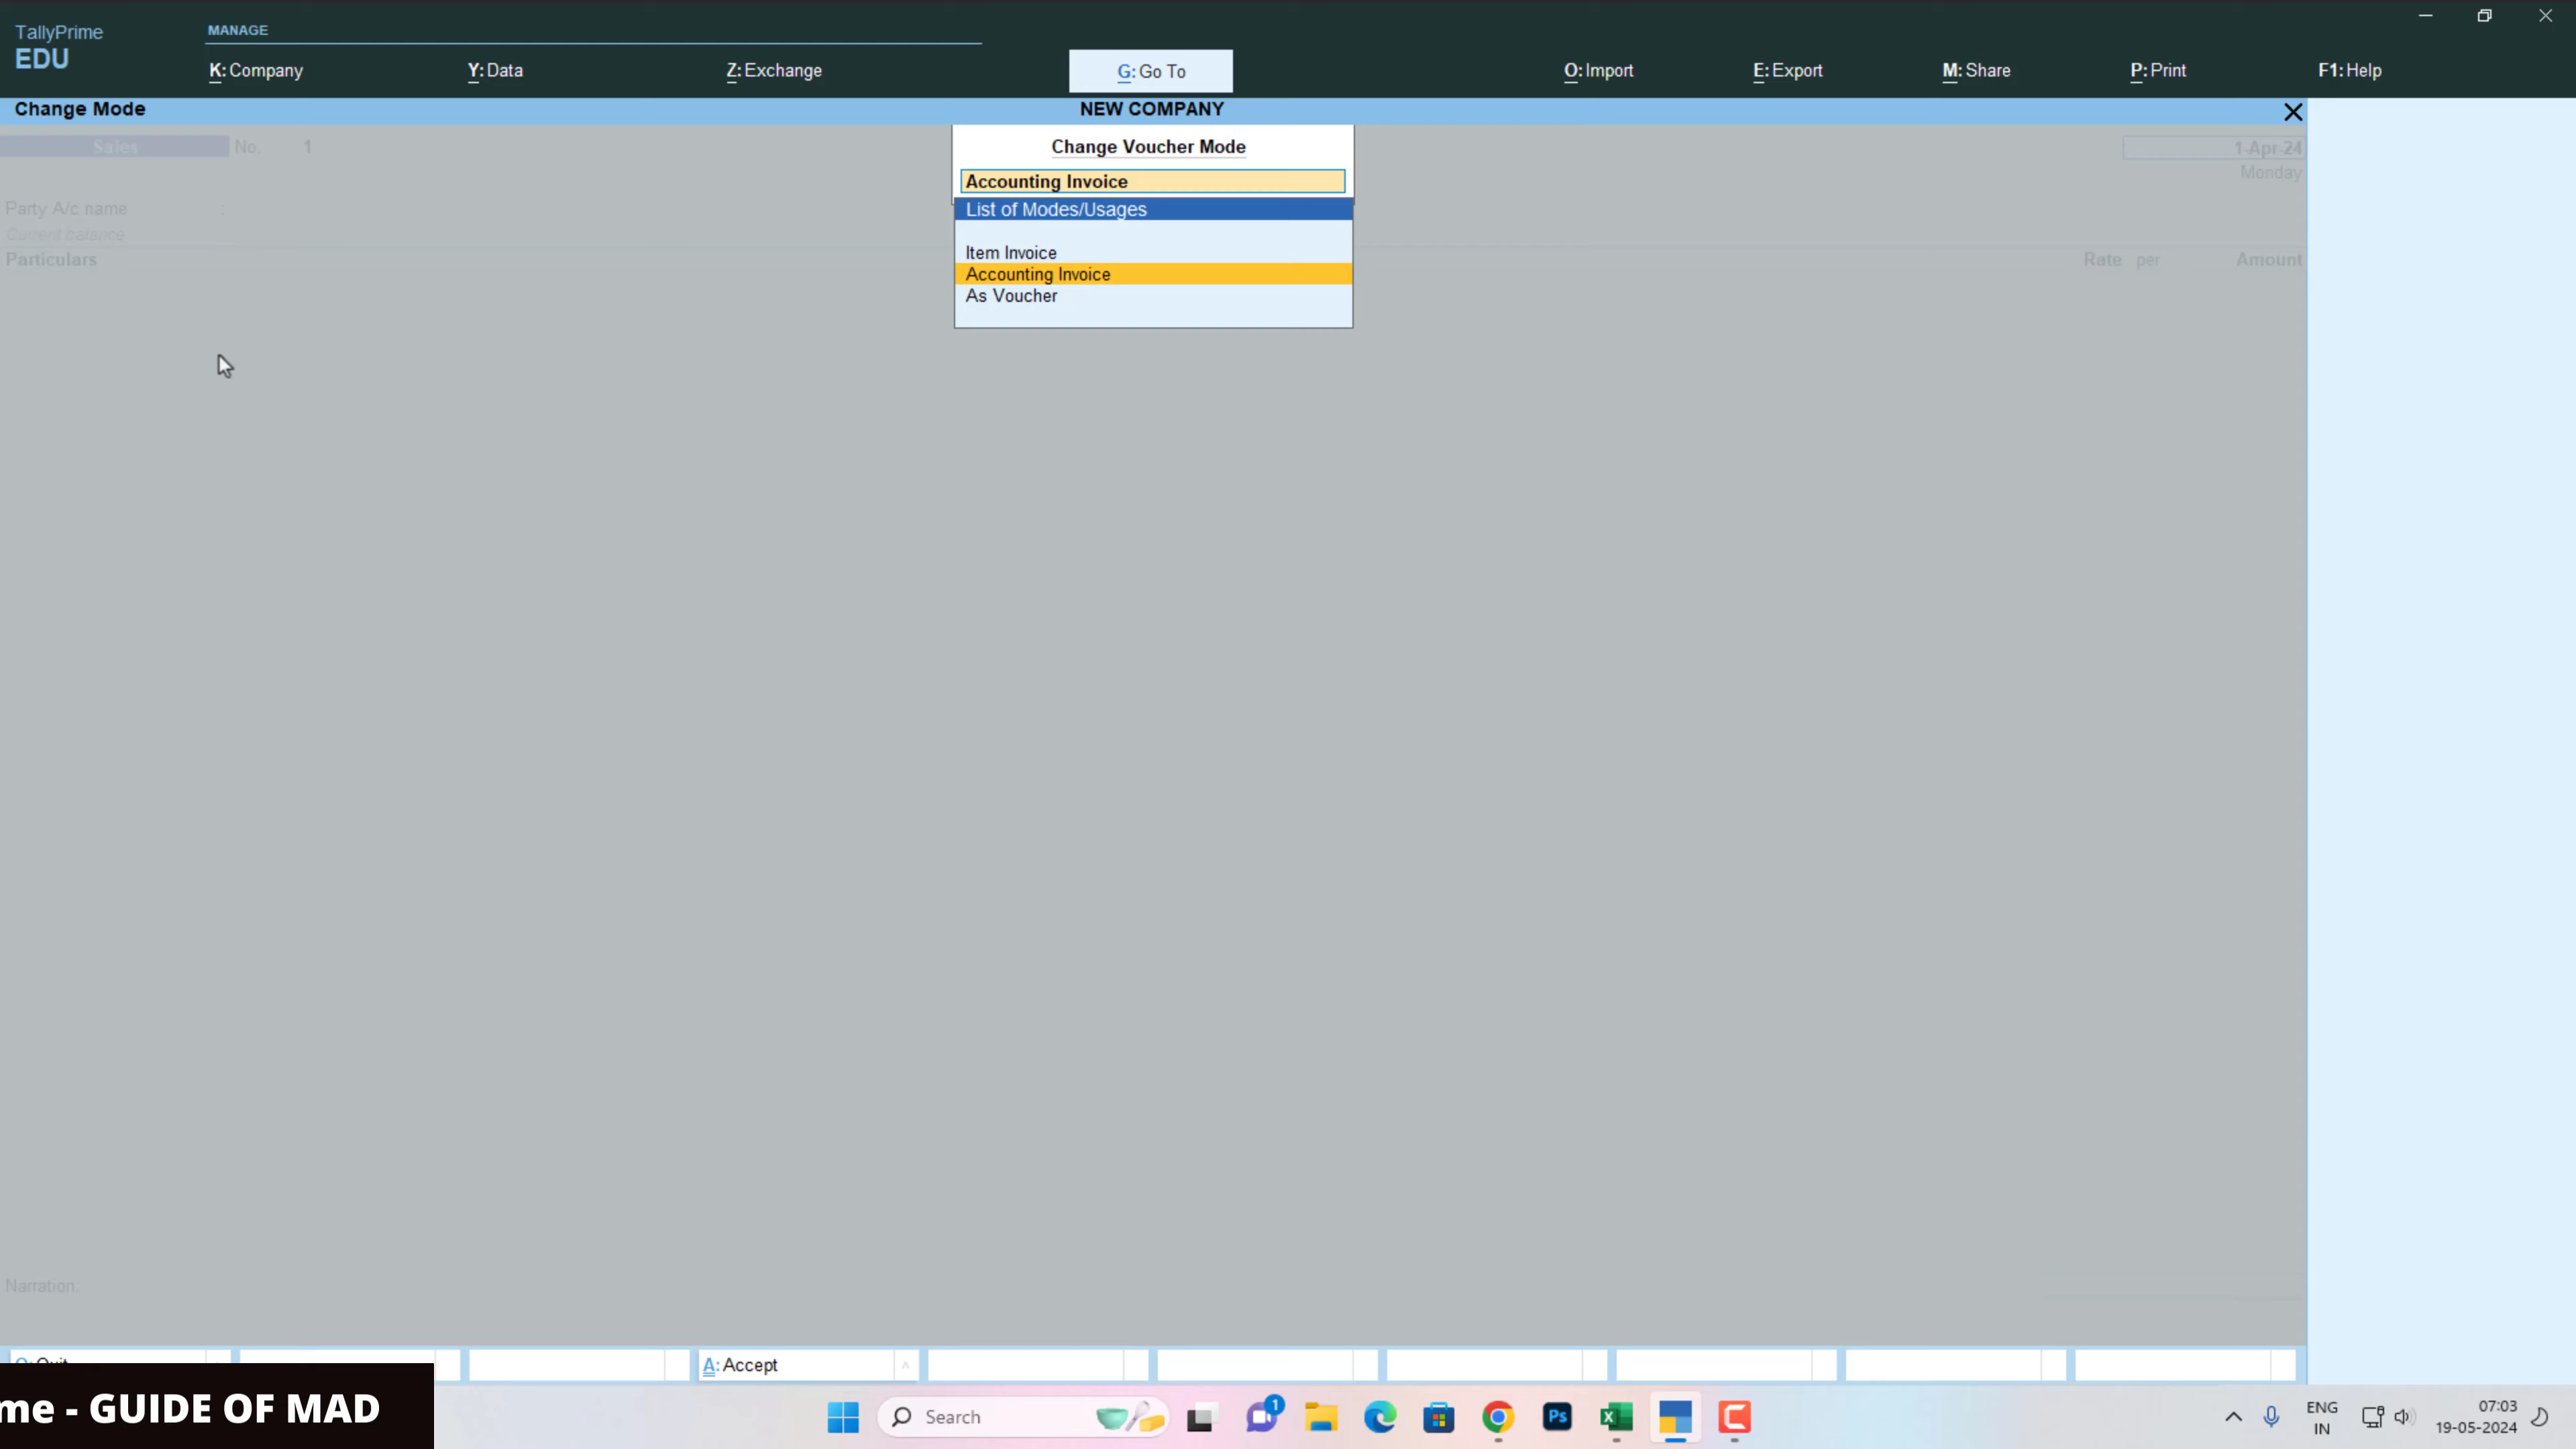 TallyPrime
EDU
MANAGE
K: Company
Y: Data
Z: Exchange
G: Go To
O: Import
E: Export
M: Share
P: Print
F1: Help
Change Mode
NEW COMPANY
Sales
No. 1
1-Apr-24
Monday
Party A/c name :
Current balance
Particulars
Rate per
Amount
Change Voucher Mode
Accounting Invoice
List of Modes/Usages
Item Invoice
Accounting Invoice
As Voucher
Narration:
Q: Quit
A: Accept
me - GUIDE OF MAD
Search
1
Ps
ENG
IN
07:03
19-05-2024